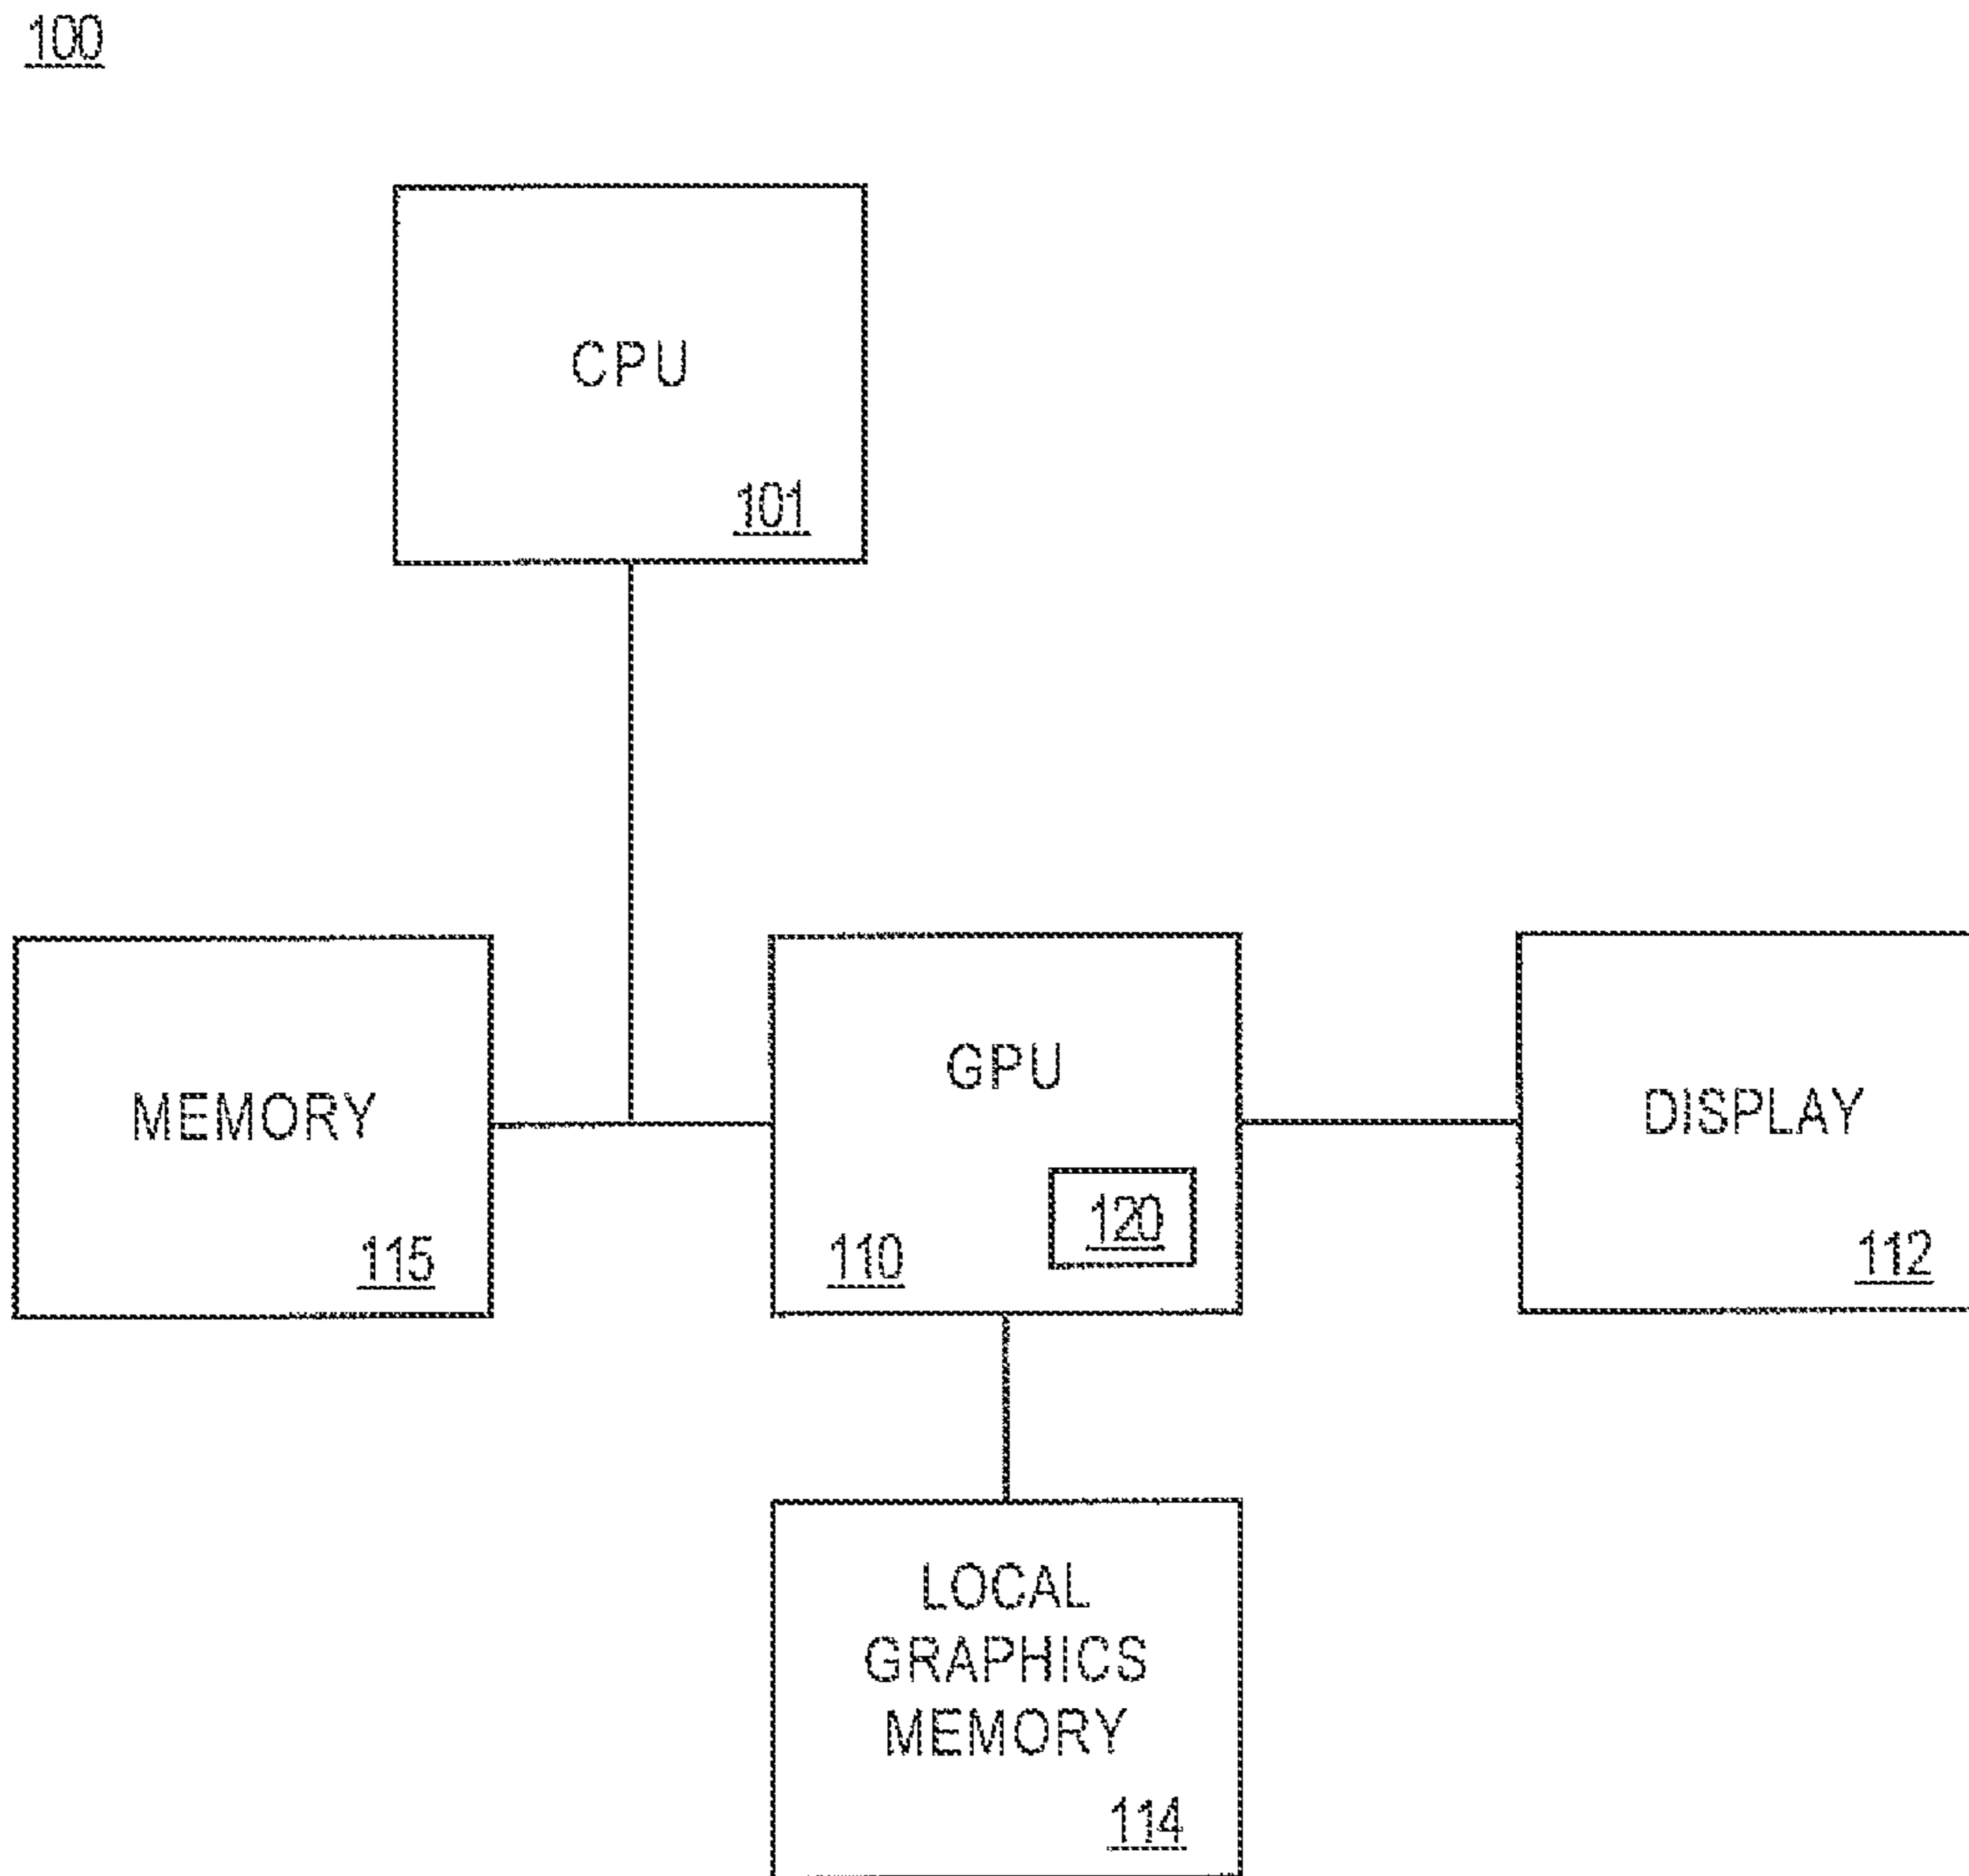 100
CPU
101
MEMORY
115
GPU
120
110
DISPLAY
112
LOCAL
GRAPHICS
MEMORY
114